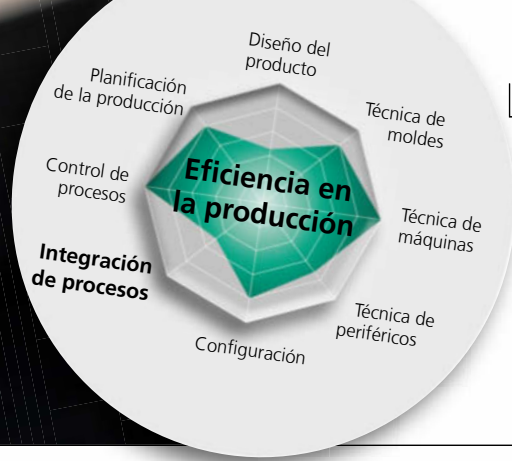 Diseño del
producto
Técnica de
moldes
Técnica de
máquinas
Técnica de
periféricos
Configuración
Integración
de procesos
Control de
procesos
Planificación
de la producción
Eficiencia en
la producción